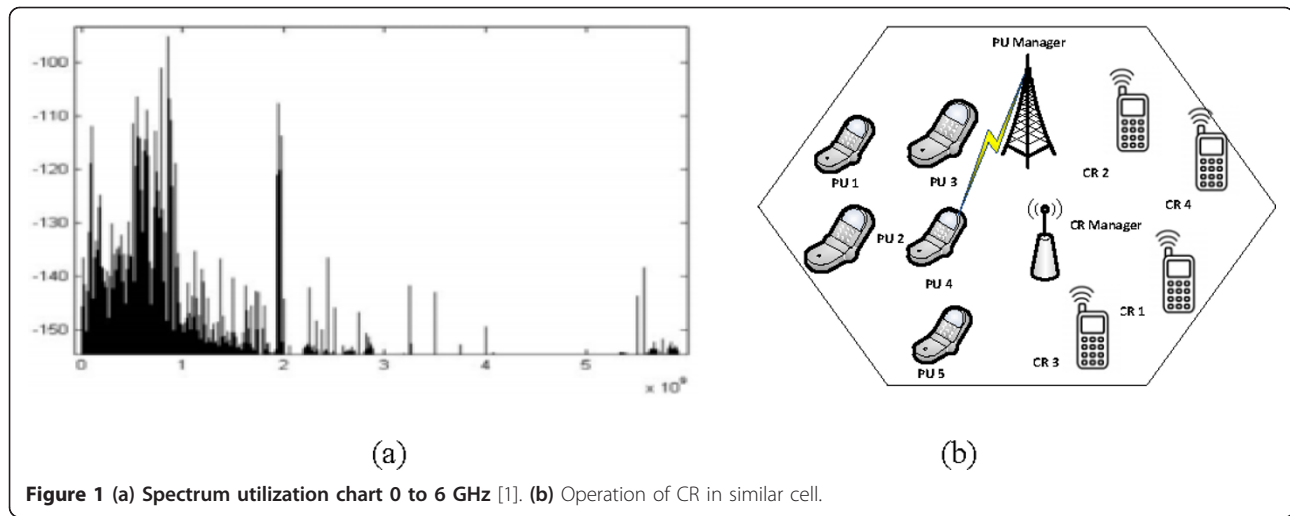 -100
-110
-120
-130
-140
-150
0 1 2 3 4 5
x 10^9
(a)
PU Manager
PU 1
PU 3
CR 2
CR 4
PU 2
CR Manager
PU 4
CR 1
PU 5
CR 3
(b)
Figure 1 (a) Spectrum utilization chart 0 to 6 GHz [1]. (b) Operation of CR in similar cell.